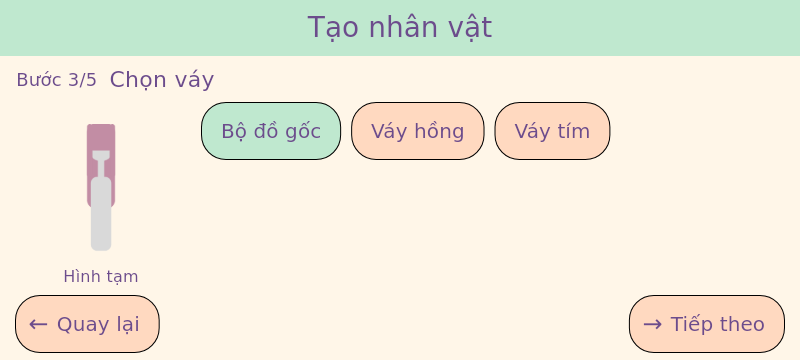 Tạo nhân vật
Bước 3/5 Chọn váy
Bộ đồ gốc Váy hồng Váy tím
Hình tạm
← Quay lại → Tiếp theo